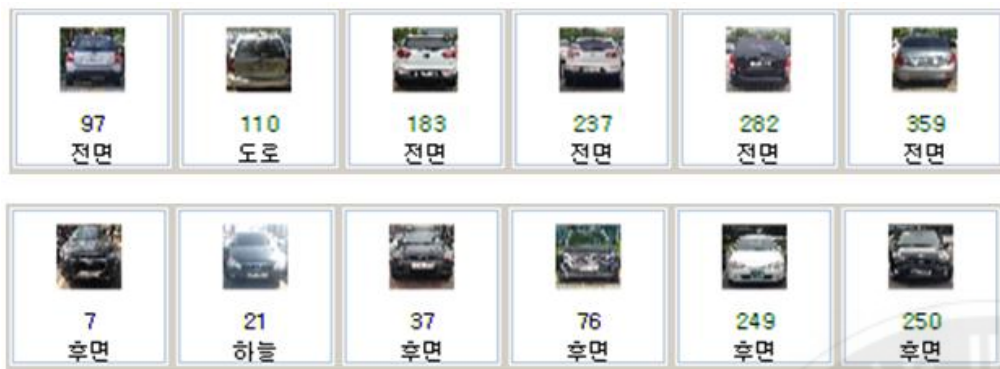 97 110 183 237 282 359
전면 도로 전면 전면 전면 전면
7 21 37 76 249 250
후면 하늘 후면 후면 후면 후면